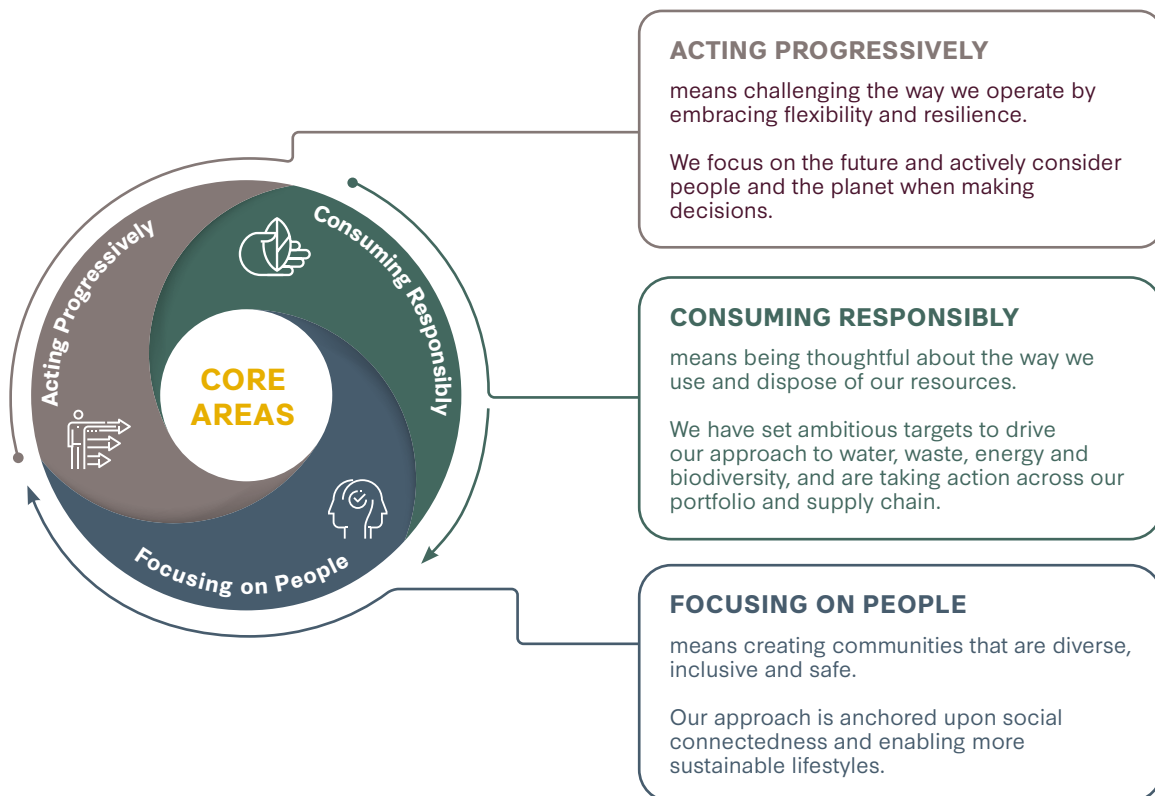 Acting Progressively
Consuming Responsibly
Focusing on People
CORE
AREAS
ACTING PROGRESSIVELY
means challenging the way we operate by
embracing flexibility and resilience.
We focus on the future and actively consider
people and the planet when making
decisions.
CONSUMING RESPONSIBLY
means being thoughtful about the way we
use and dispose of our resources.
We have set ambitious targets to drive
our approach to water, waste, energy and
biodiversity, and are taking action across our
portfolio and supply chain.
FOCUSING ON PEOPLE
means creating communities that are diverse,
inclusive and safe.
Our approach is anchored upon social
connectedness and enabling more
sustainable lifestyles.